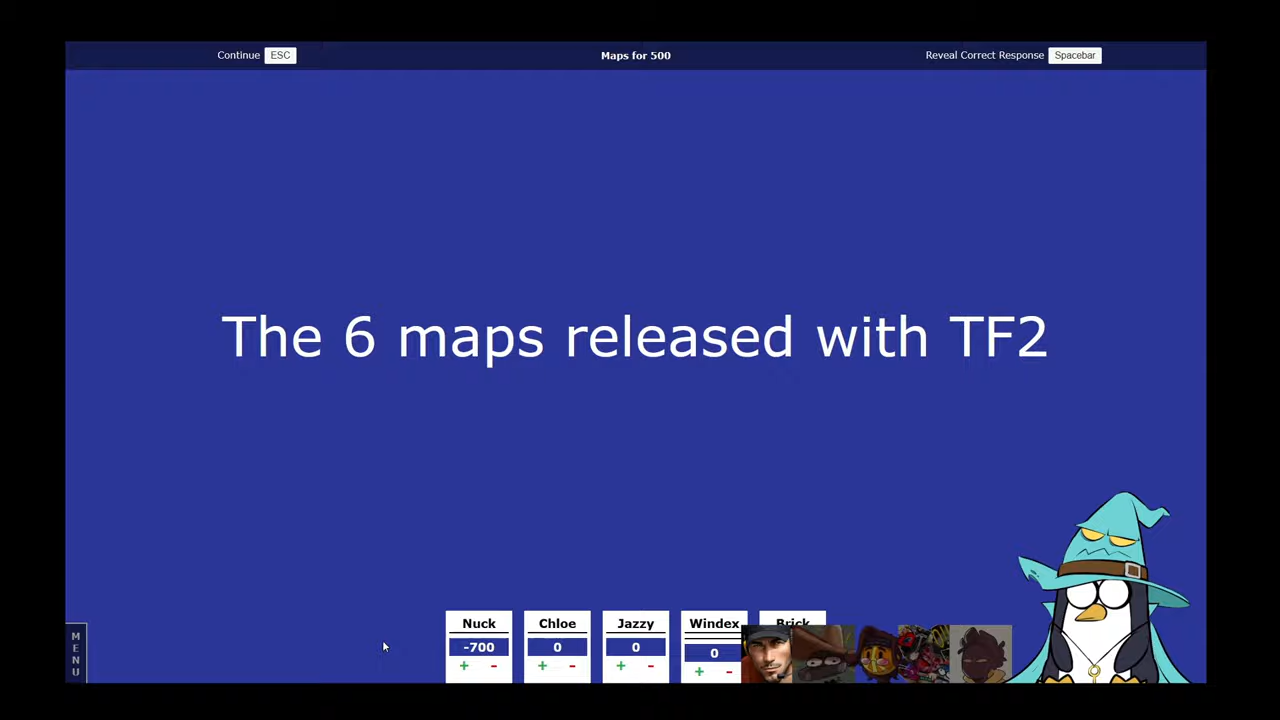 Continue ESC Maps for 500 Reveal Correct Response Spacebar
The 6 maps released with TF2
MENU
Nuck Chloe Jazzy Windex Brick
-700 0 0 0
+ - + - + - + -